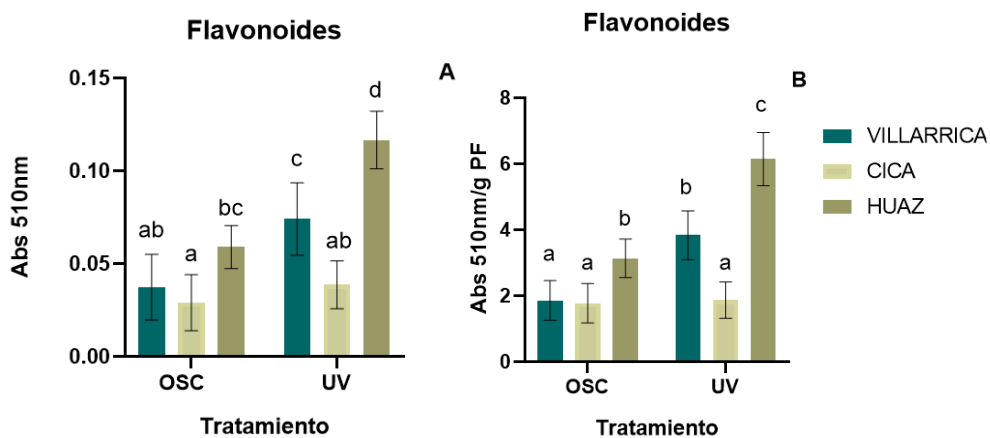 Flavonoides
A
Abs 510nm
0.15
0.10
0.05
0.00
ab
a
bc
c
ab
d
OSC
UV
Tratamiento
Flavonoides
B
Abs 510nm/g PF
8
6
4
2
0
a
a
b
b
a
c
OSC
UV
Tratamiento
VILLARRICA
CICA
HUAZ